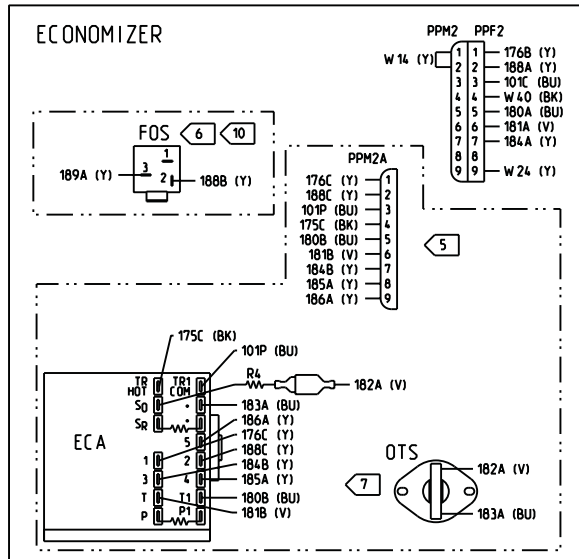 ECONOMIZER
PPM2 PPF2
W14 (Y)
1 1 176B (Y)
2 2 188A (Y)
3 3 101C (BU)
4 4 W40 (BK)
5 5 180A (BU)
6 6 181A (V)
7 7 184A (Y)
8 8
9 9 W24 (Y)
FOS 6 10
1
3
2
189A (Y)
188B (Y)
PPM2A
176C (Y) 1
188C (Y) 2
101P (BU) 3
175C (BK) 4
180B (BU) 5
181B (V) 6
184B (Y) 7
185A (Y) 8
186A (Y) 9
5
175C (BK)
101P (BU)
R4
182A (V)
TR HOT
TR1 COM
SO
SR
ECA
5
1
2
3
4
T
T1
P
P1
183A (BU)
186A (Y)
176C (Y)
188C (Y)
184B (Y)
185A (Y)
180B (BU)
181B (V)
OTS
7
182A (V)
183A (BU)